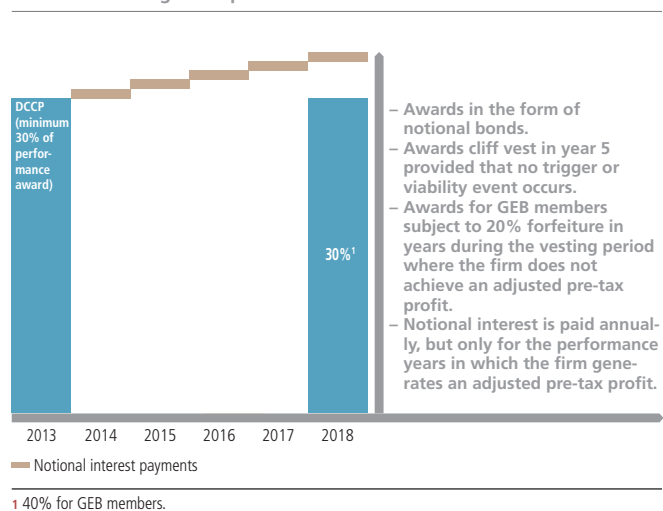 DCCP
(minimum
30% of
perfor-
mance
award)
– Awards in the form of
notional bonds.
– Awards cliff vest in year 5
provided that no trigger or
viability event occurs.
– Awards for GEB members
subject to 20% forfeiture in
years during the vesting period
where the firm does not
achieve an adjusted pre-tax
profit.
– Notional interest is paid annual-
ly, but only for the performance
years in which the firm gene-
rates an adjusted pre-tax profit.
30%1
2013 2014 2015 2016 2017 2018
Notional interest payments
1 40% for GEB members.